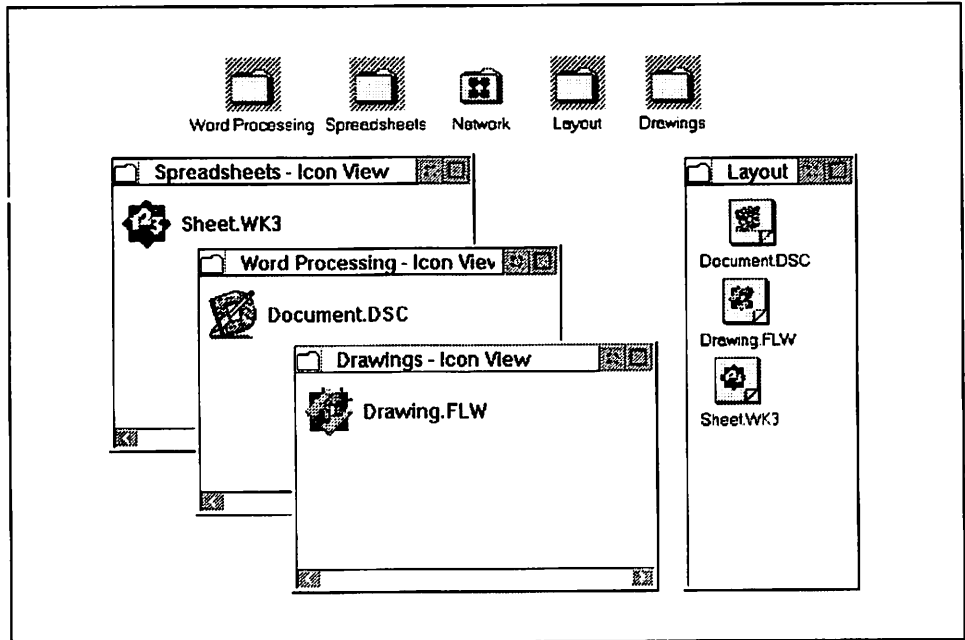 Word Processing Spreadsheets Network Layout Drawings
Spreadsheets - Icon View
Layout
Sheet.WK3
Document.DSC
Word Processing - Icon View
Document.DSC
Drawing.FLW
Drawings - Icon View
Drawing.FLW
Sheet.WK3